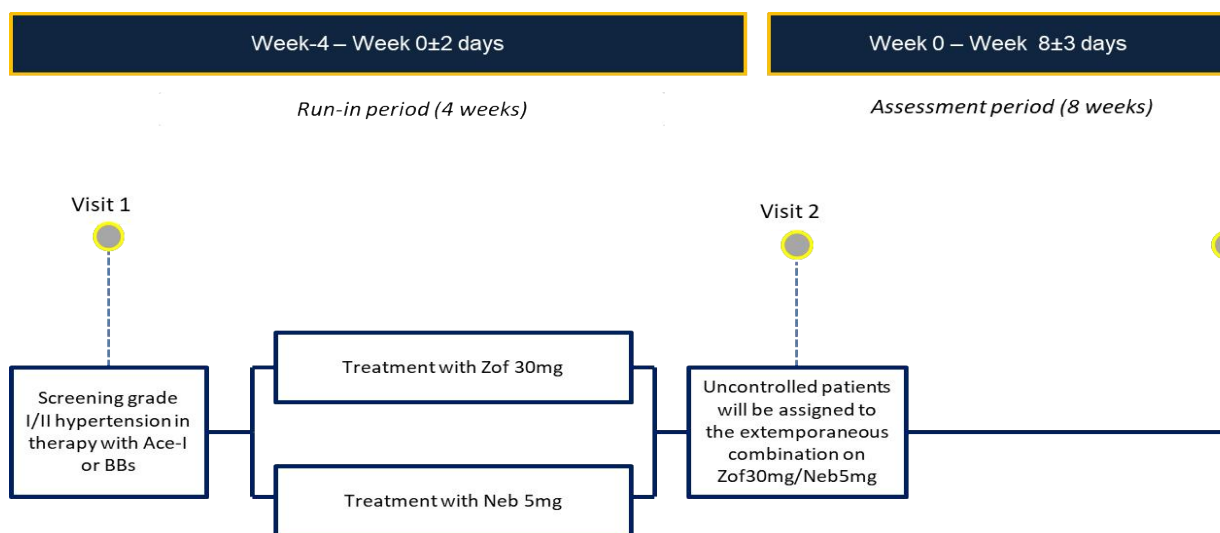 Week-4 – Week 0±2 days
Week 0 – Week 8±3 days
Run-in period (4 weeks)
Assessment period (8 weeks)
Visit 1
Visit 2
Treatment with Zof 30mg
Screening grade
I/II hypertension in
therapy with Ace-I
or BBs
Uncontrolled patients
will be assigned to
the extemporaneous
combination on
Zof30mg/Neb5mg
Treatment with Neb 5mg